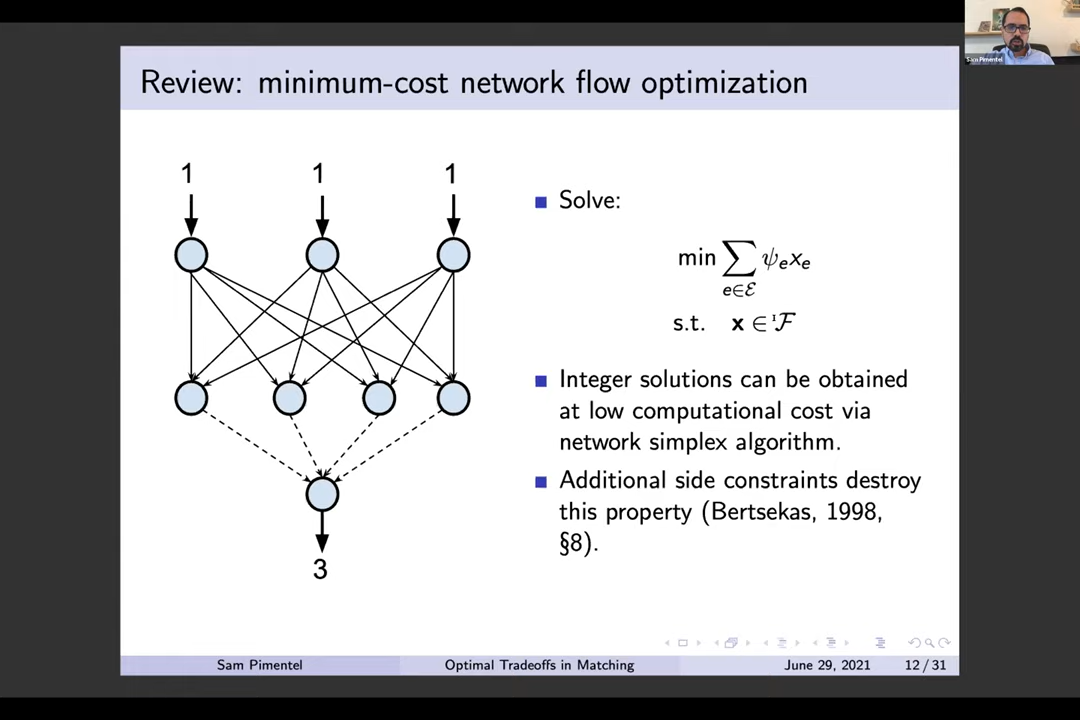 Sam Pimentel
Review: minimum-cost network flow optimization
1 1 1
3
Solve:
min ∑ ψₑxₑ
e∈ℰ
s.t. x ∈ ℱ
Integer solutions can be obtained
at low computational cost via
network simplex algorithm.
Additional side constraints destroy
this property (Bertsekas, 1998,
§8).
Sam Pimentel Optimal Tradeoffs in Matching June 29, 2021 12 / 31